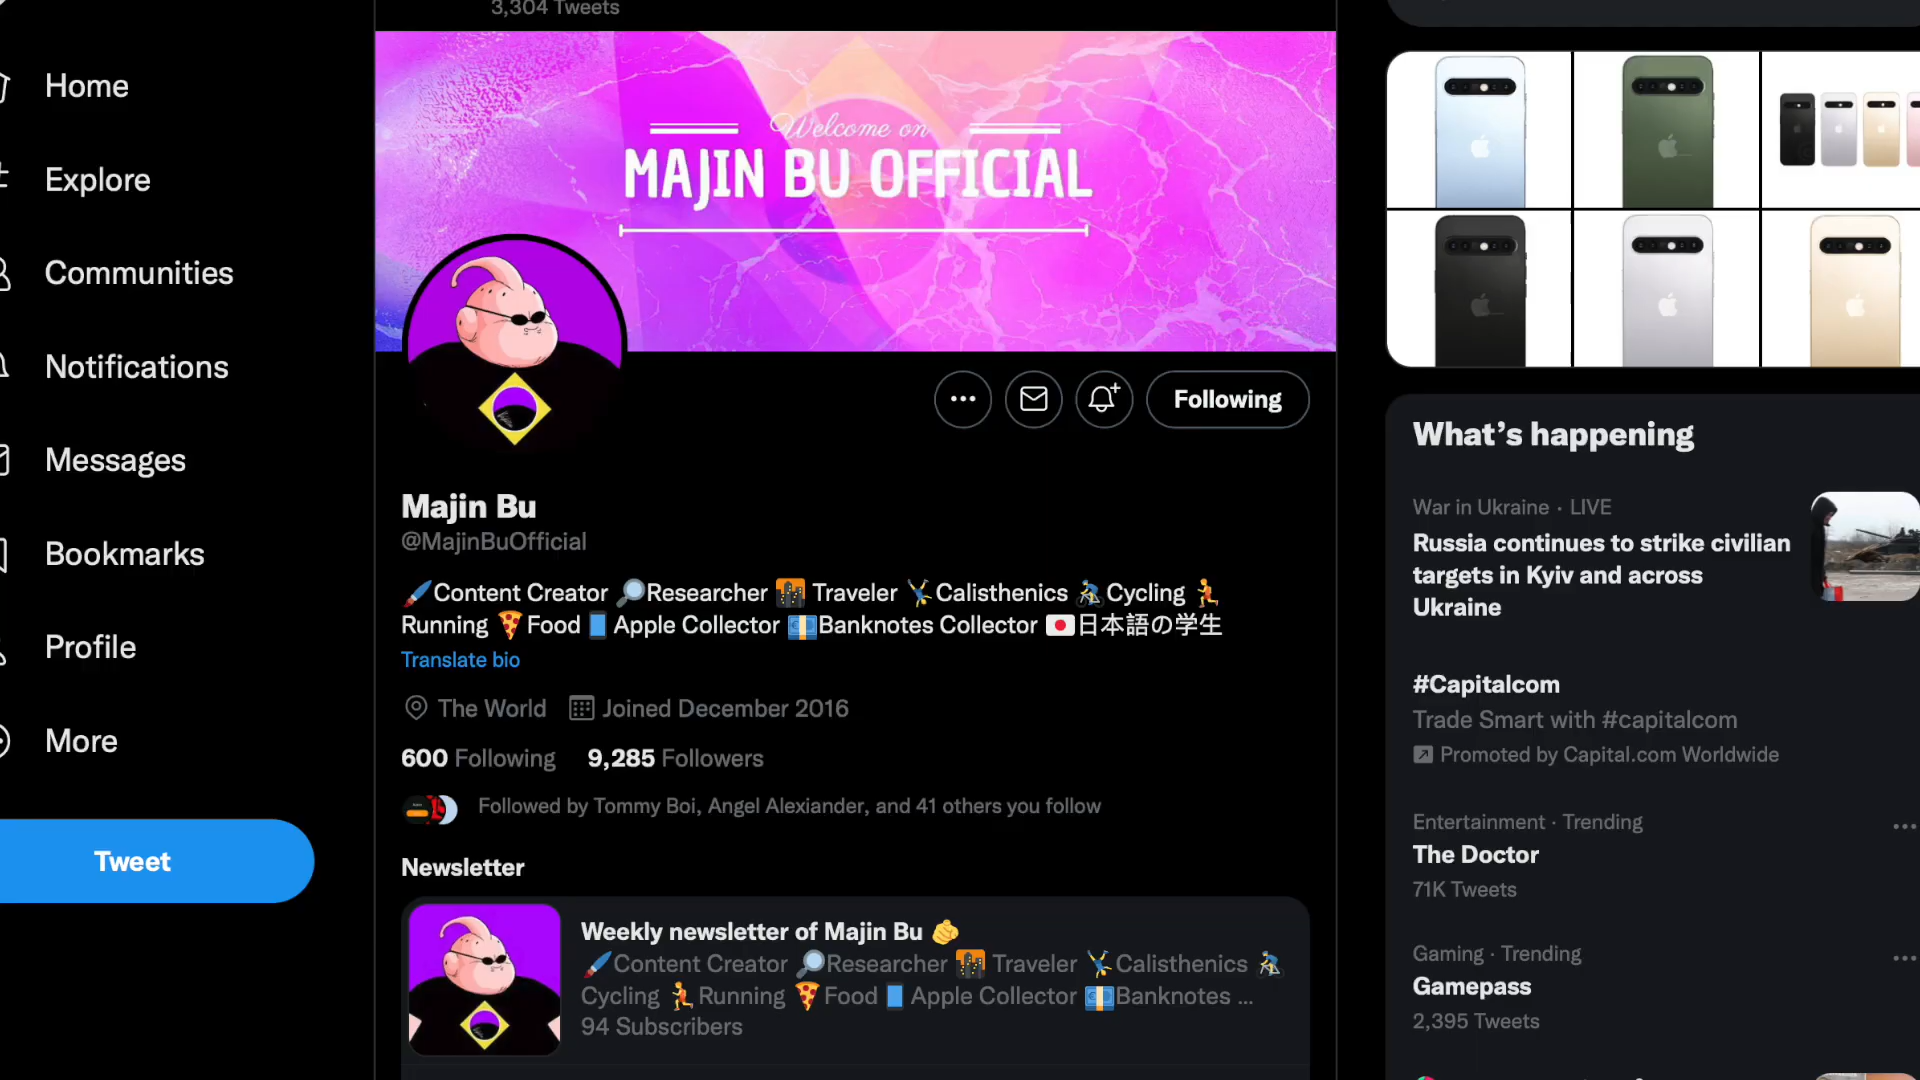 3,304 Tweets
Home
Explore
Communities
Notifications
Messages
Bookmarks
Profile
More
Tweet
Welcome on
MAJIN BU OFFICIAL
Following
Majin Bu
@MajinBuOfficial
🖌️Content Creator 🔎Researcher 🌇 Traveler 🤸Calisthenics 🚴Cycling 🏃
Running 🍕Food 📱Apple Collector 💶Banknotes Collector 🇯🇵日本語の学生
Translate bio
The World Joined December 2016
600 Following 9,285 Followers
Followed by Tommy Boi, Angel Alexiander, and 41 others you follow
Newsletter
Weekly newsletter of Majin Bu 🫵
🖌️Content Creator 🔎Researcher 🌇 Traveler 🤸Calisthenics 🚴
Cycling 🏃Running 🍕Food 📱Apple Collector 💶Banknotes ...
94 Subscribers
What's happening
War in Ukraine · LIVE
Russia continues to strike civilian
targets in Kyiv and across
Ukraine
#Capitalcom
Trade Smart with #capitalcom
Promoted by Capital.com Worldwide
Entertainment · Trending
The Doctor
71K Tweets
Gaming · Trending
Gamepass
2,395 Tweets